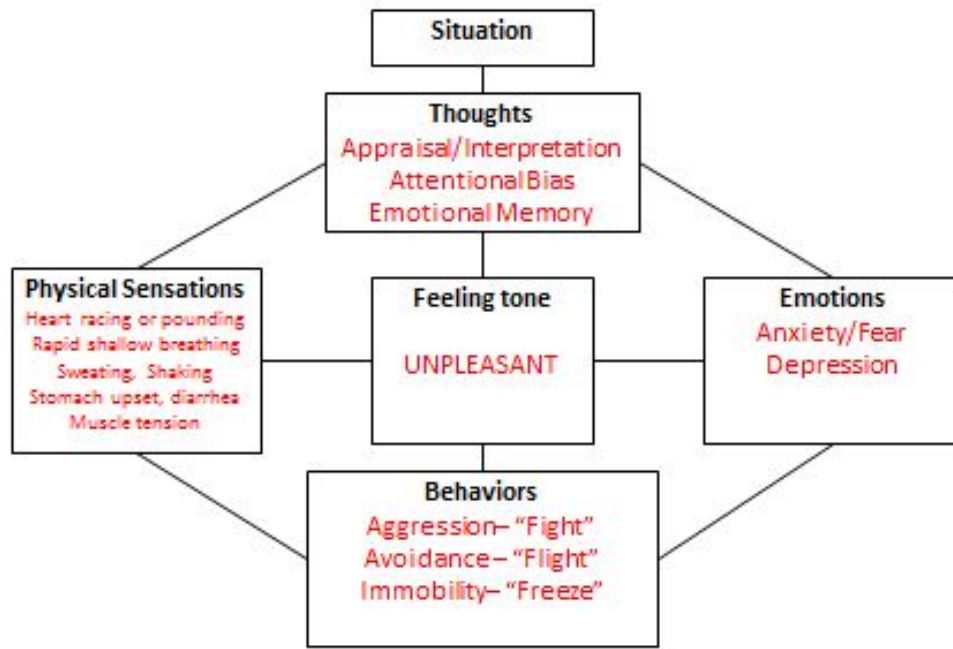 Situation
Thoughts
Appraisal/Interpretation
Attentional Bias
Emotional Memory
Physical Sensations
Heart racing or pounding
Rapid shallow breathing
Sweating, Shaking
Stomach upset, diarrhea
Muscle tension
Feeling tone
UNPLEASANT
Emotions
Anxiety/Fear
Depression
Behaviors
Aggression– “Fight”
Avoidance– “Flight”
Immobility– “Freeze”